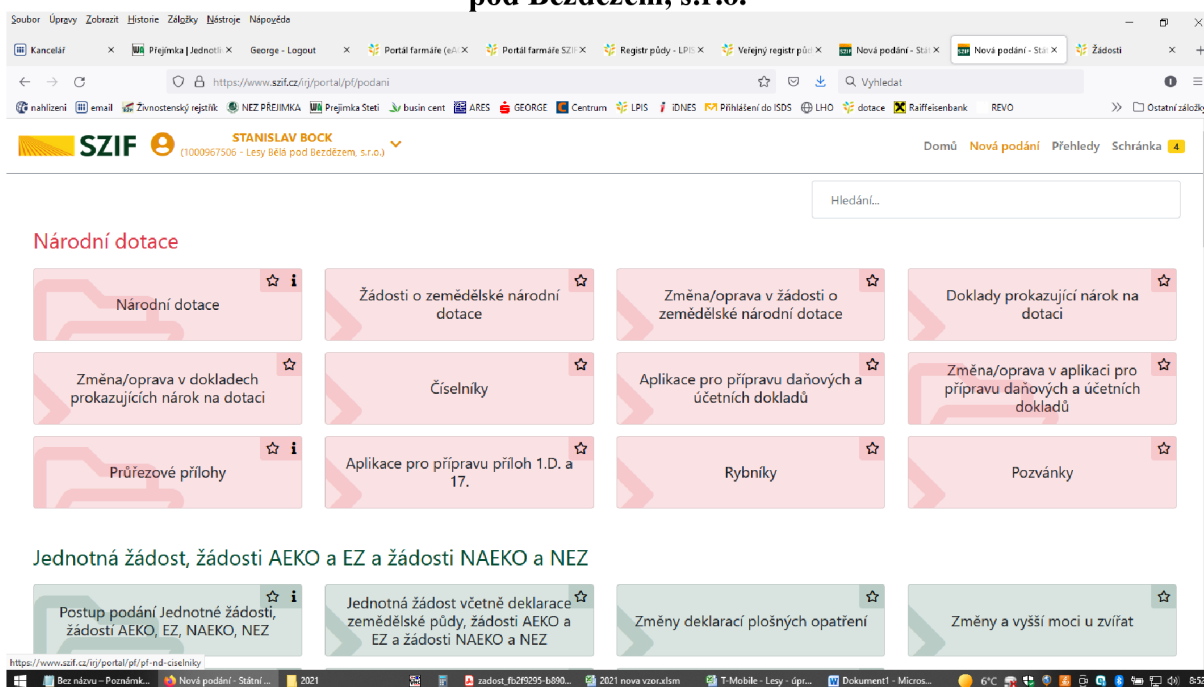 pod Bezdězem, s.r.o.
Soubor Úpravy Zobrazit Historie Záložky Nástroje Nápověda
Kancelář Přejímka | Jednotli George - Logout Portál farmáře (eA Portál farmáře SZIF Registr půdy - LPIS Veřejný registr pů Nová podání - Stát Nová podání - Stát Žádosti
https://www.szif.cz/irj/portal/pf/podani Vyhledat
nahlizeni email Živnostenský rejstřík NEZ PŘEJIMKA Prejimka Steti busin cent ARES GEORGE Centrum LPIS iDNES Přihlášení do ISDS LHO dotace Raiffeisenbank REVO Ostatní záložky
SZIF
STANISLAV BOCK
(1000967506 - Lesy Bělá pod Bezdězem, s.r.o.)
Domů Nová podání Přehledy Schránka 4
Hledání...
Národní dotace
Národní dotace
Žádosti o zemědělské národní
dotace
Změna/oprava v žádosti o
zemědělské národní dotace
Doklady prokazující nárok na
dotaci
Změna/oprava v dokladech
prokazujících nárok na dotaci
Číselníky
Aplikace pro přípravu daňových a
účetních dokladů
Změna/oprava v aplikaci pro
přípravu daňových a účetních
dokladů
Průřezové přílohy
Aplikace pro přípravu příloh 1.D. a
17.
Rybníky
Pozvánky
Jednotná žádost, žádosti AEKO a EZ a žádosti NAEKO a NEZ
Postup podání Jednotné žádosti,
žádostí AEKO, EZ, NAEKO, NEZ
Jednotná žádost včetně deklarace
zemědělské půdy, žádosti AEKO a
EZ a žádosti NAEKO a NEZ
Změny deklarací plošných opatření
Změny a vyšší moci u zvířat
https://www.szif.cz/irj/portal/pf/pf-nd-ciselniky
Bez názvu – Poznámk... Nová podání - Státní ... 2021 zadost_fb2f9295-b890... 2021 nova vzor.xlsm T-Mobile - Lesy - úpr... Dokument1 - Micros... 6°C